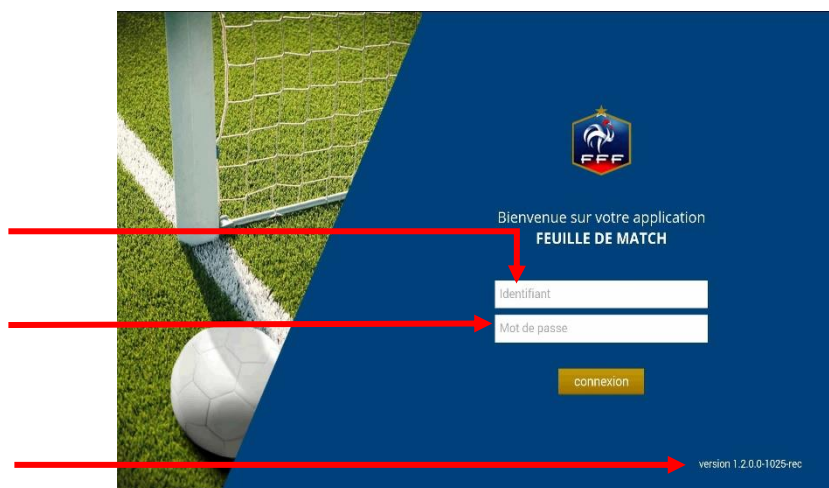 FFF
Bienvenue sur votre application
FEUILLE DE MATCH
Identifiant
Mot de passe
connexion
version 1.2.0.0-1025-rec